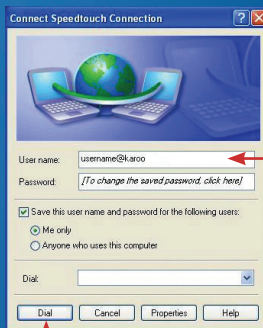 Connect Speedtouch Connection
User name: username@karoo
Password: [To change the saved password, click here]
Save this user name and password for the following users:
Me only
Anyone who uses this computer
Dial:
Dial Cancel Properties Help